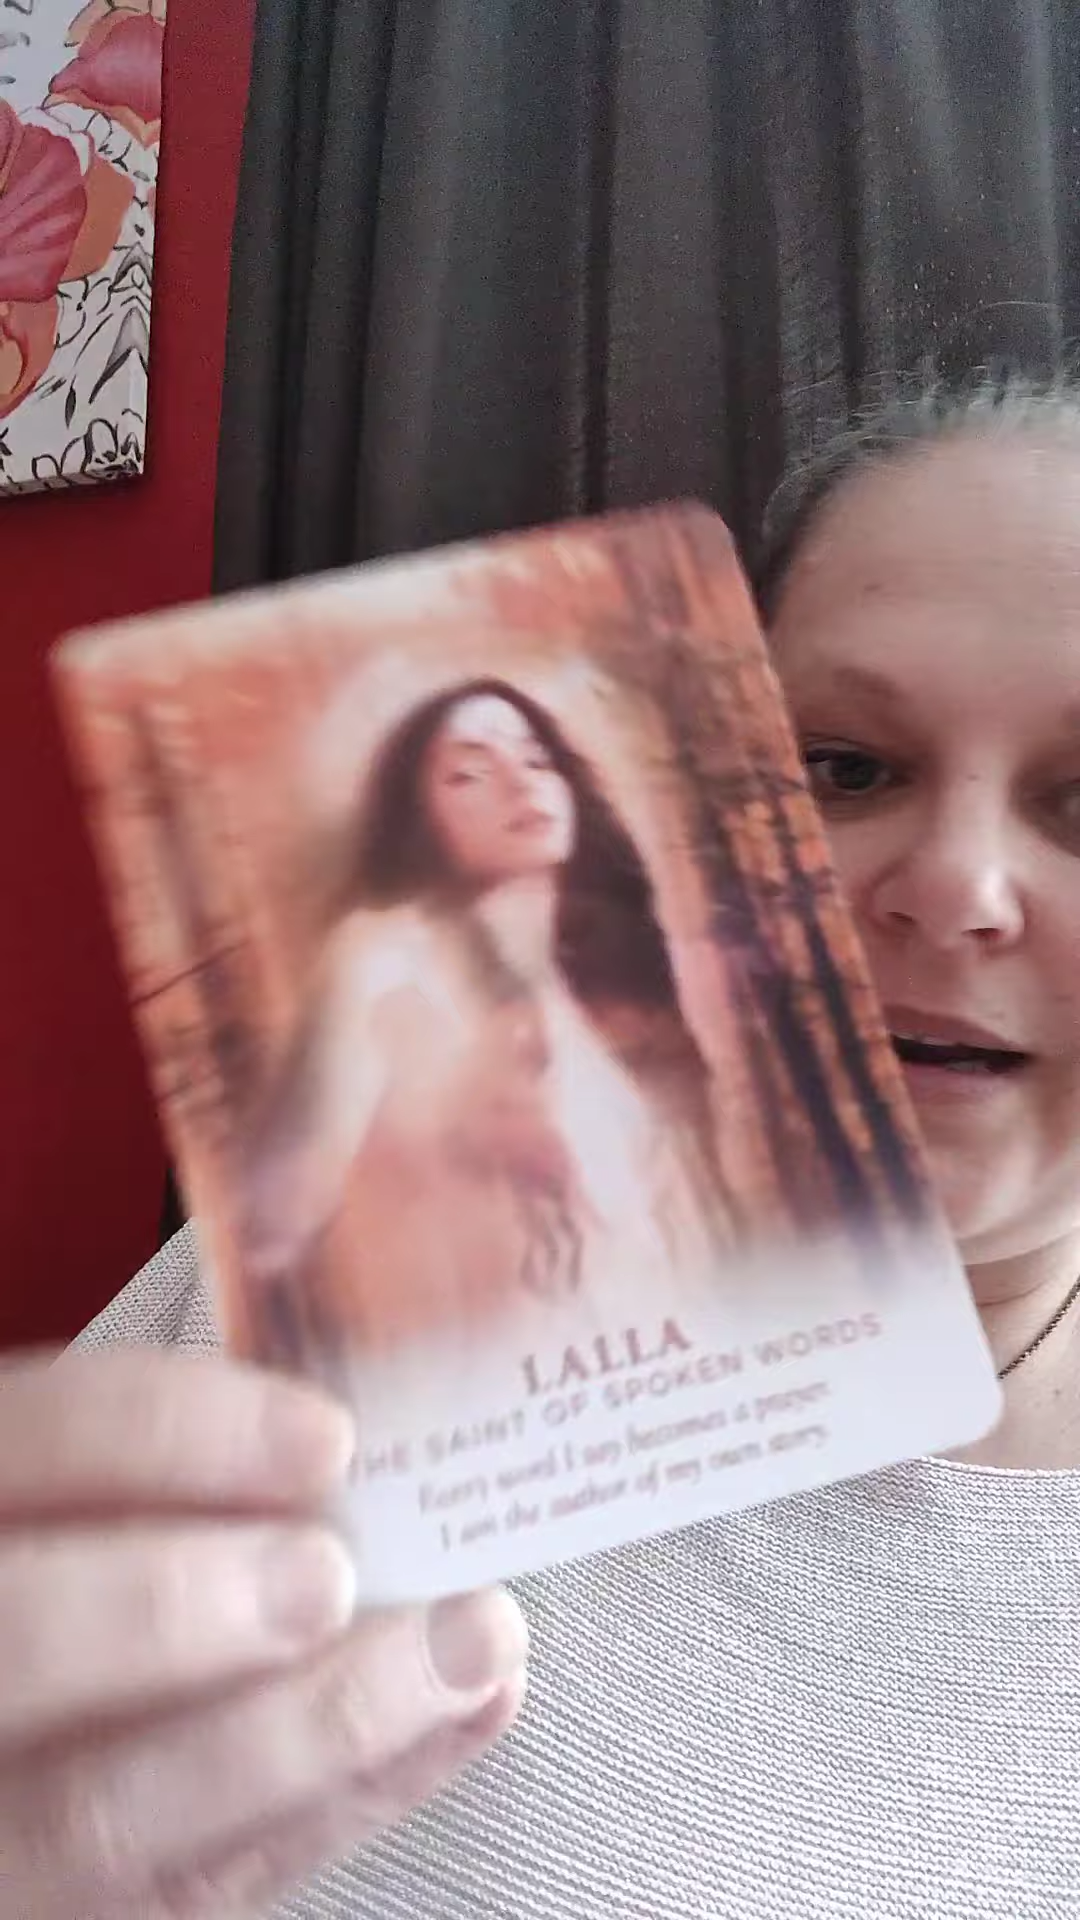 LALLA
THE SAINT OF SPOKEN WORDS
Every word I say becomes a prayer.
I am the author of my own story.